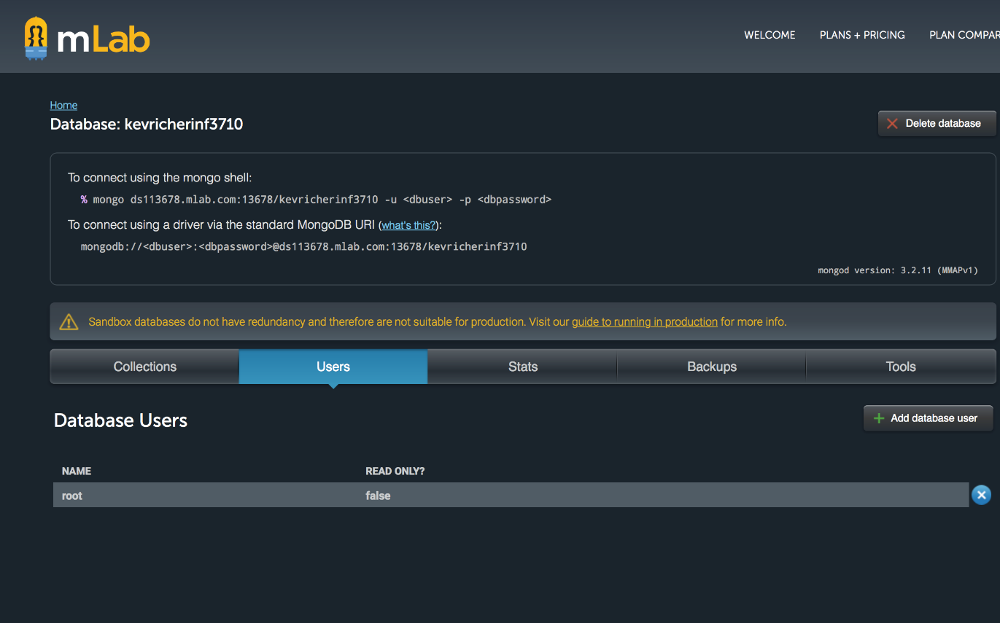 mLab
WELCOME PLANS + PRICING PLAN COMPAR
Home
Database: kevricherinf3710
Delete database
To connect using the mongo shell:
% mongo ds113678.mlab.com:13678/kevricherinf3710 -u <dbuser> -p <dbpassword>
To connect using a driver via the standard MongoDB URI (what's this?):
mongodb://<dbuser>:<dbpassword>@ds113678.mlab.com:13678/kevricherinf3710
mongod version: 3.2.11 (MMAPv1)
Sandbox databases do not have redundancy and therefore are not suitable for production. Visit our guide to running in production for more info.
Collections Users Stats Backups Tools
Database Users
Add database user
NAME READ ONLY?
root false